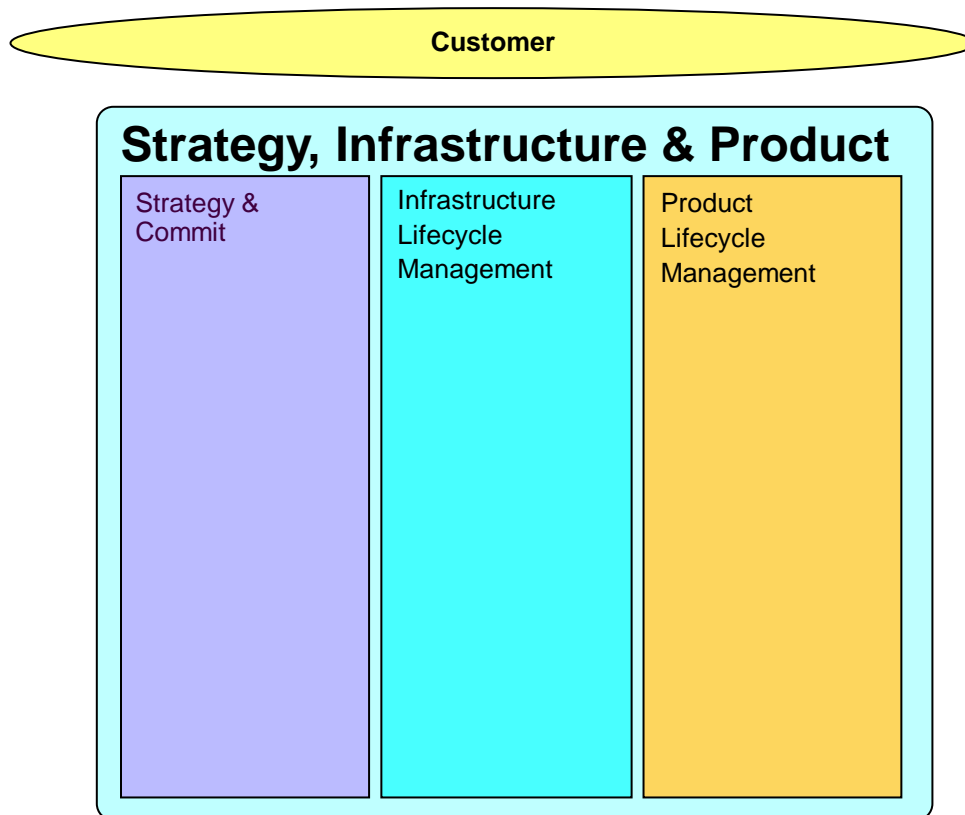 Customer
Strategy, Infrastructure & Product
Strategy &
Commit
Infrastructure
Lifecycle
Management
Product
Lifecycle
Management